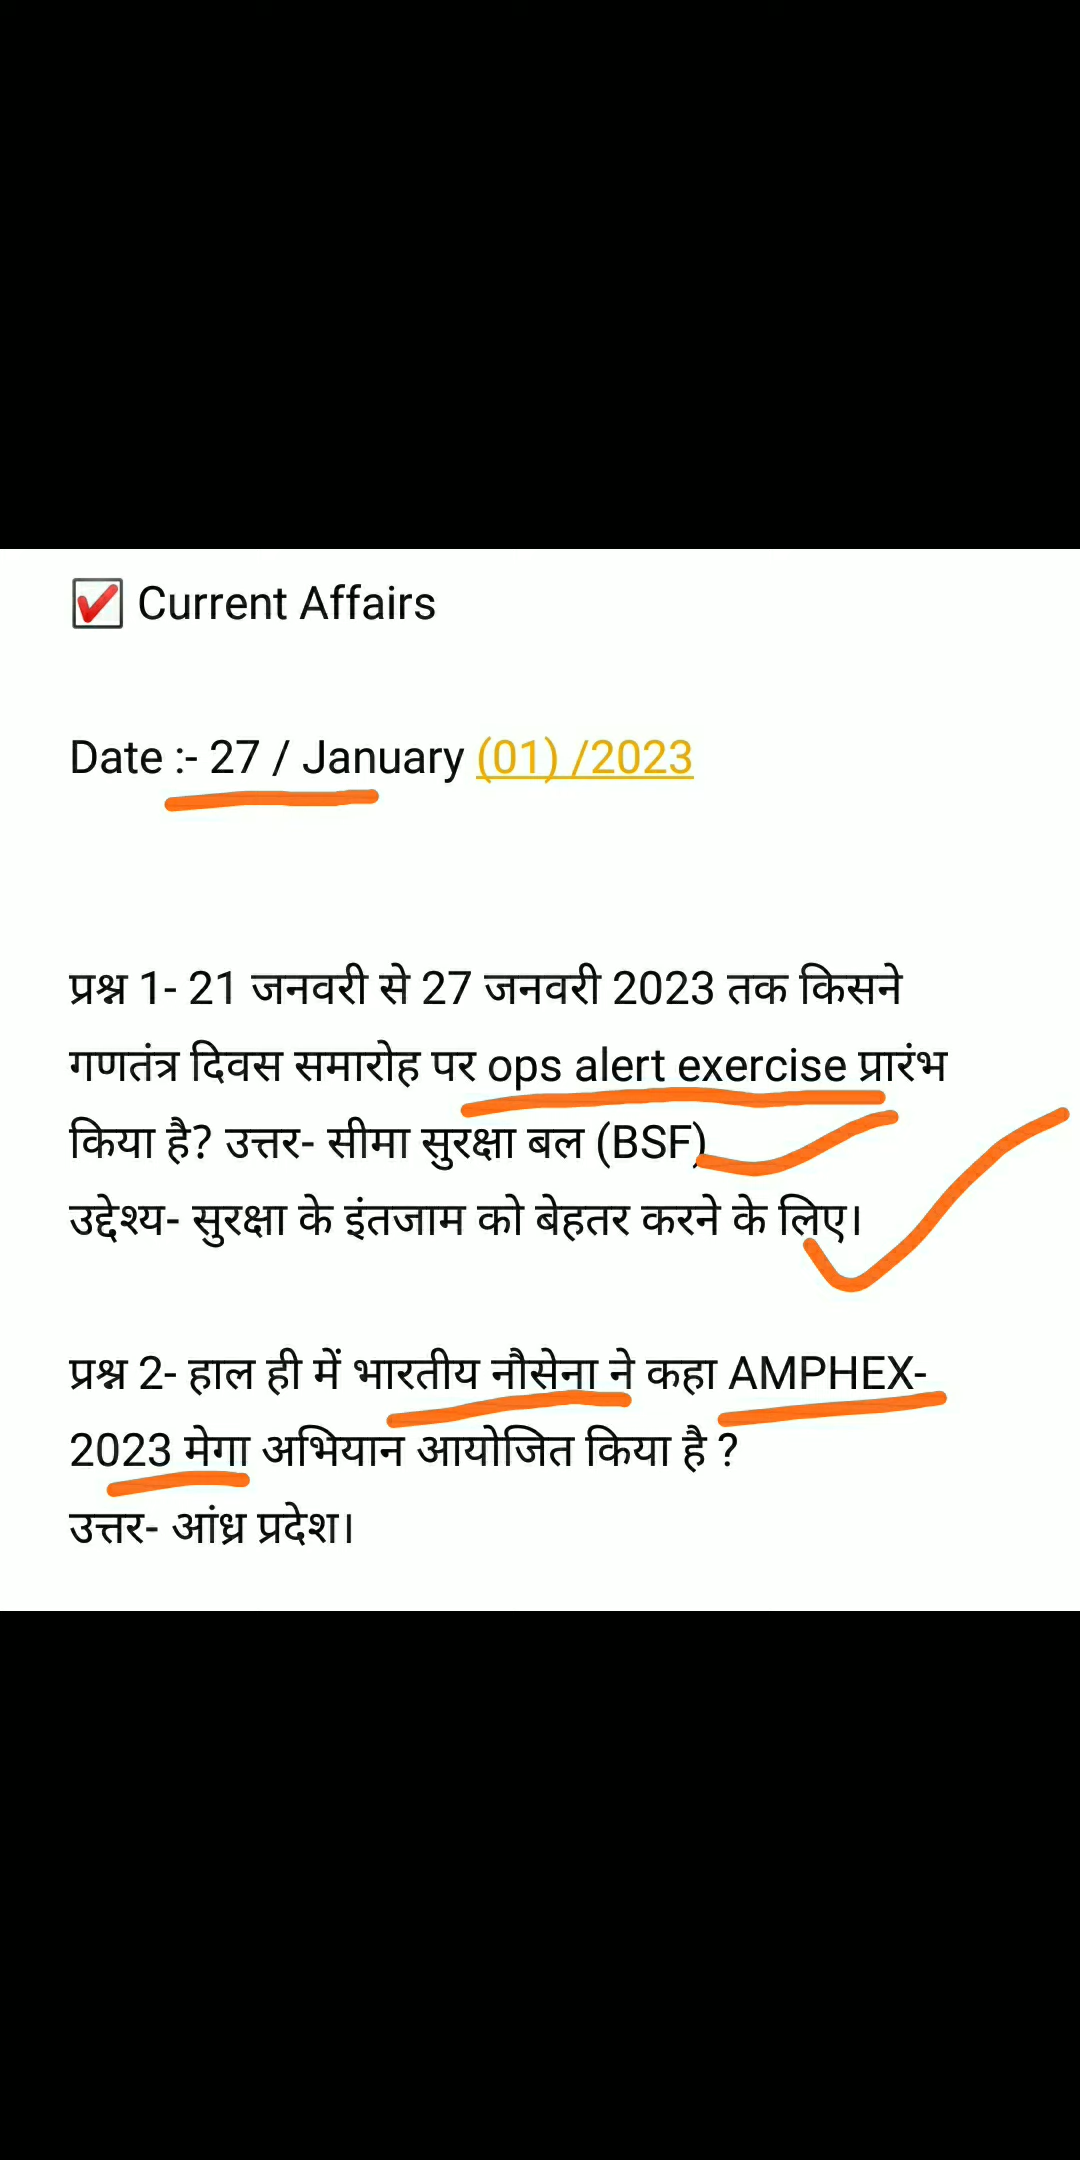 ☑ Current Affairs
Date :- 27 / January (01) /2023
प्रश्न 1- 21 जनवरी से 27 जनवरी 2023 तक किसने
गणतंत्र दिवस समारोह पर ops alert exercise प्रारंभ
किया है? उत्तर- सीमा सुरक्षा बल (BSF)
उद्देश्य- सुरक्षा के इंतजाम को बेहतर करने के लिए।
प्रश्न 2- हाल ही में भारतीय नौसेना ने कहा AMPHEX-
2023 मेगा अभियान आयोजित किया है ?
उत्तर- आंध्र प्रदेश।